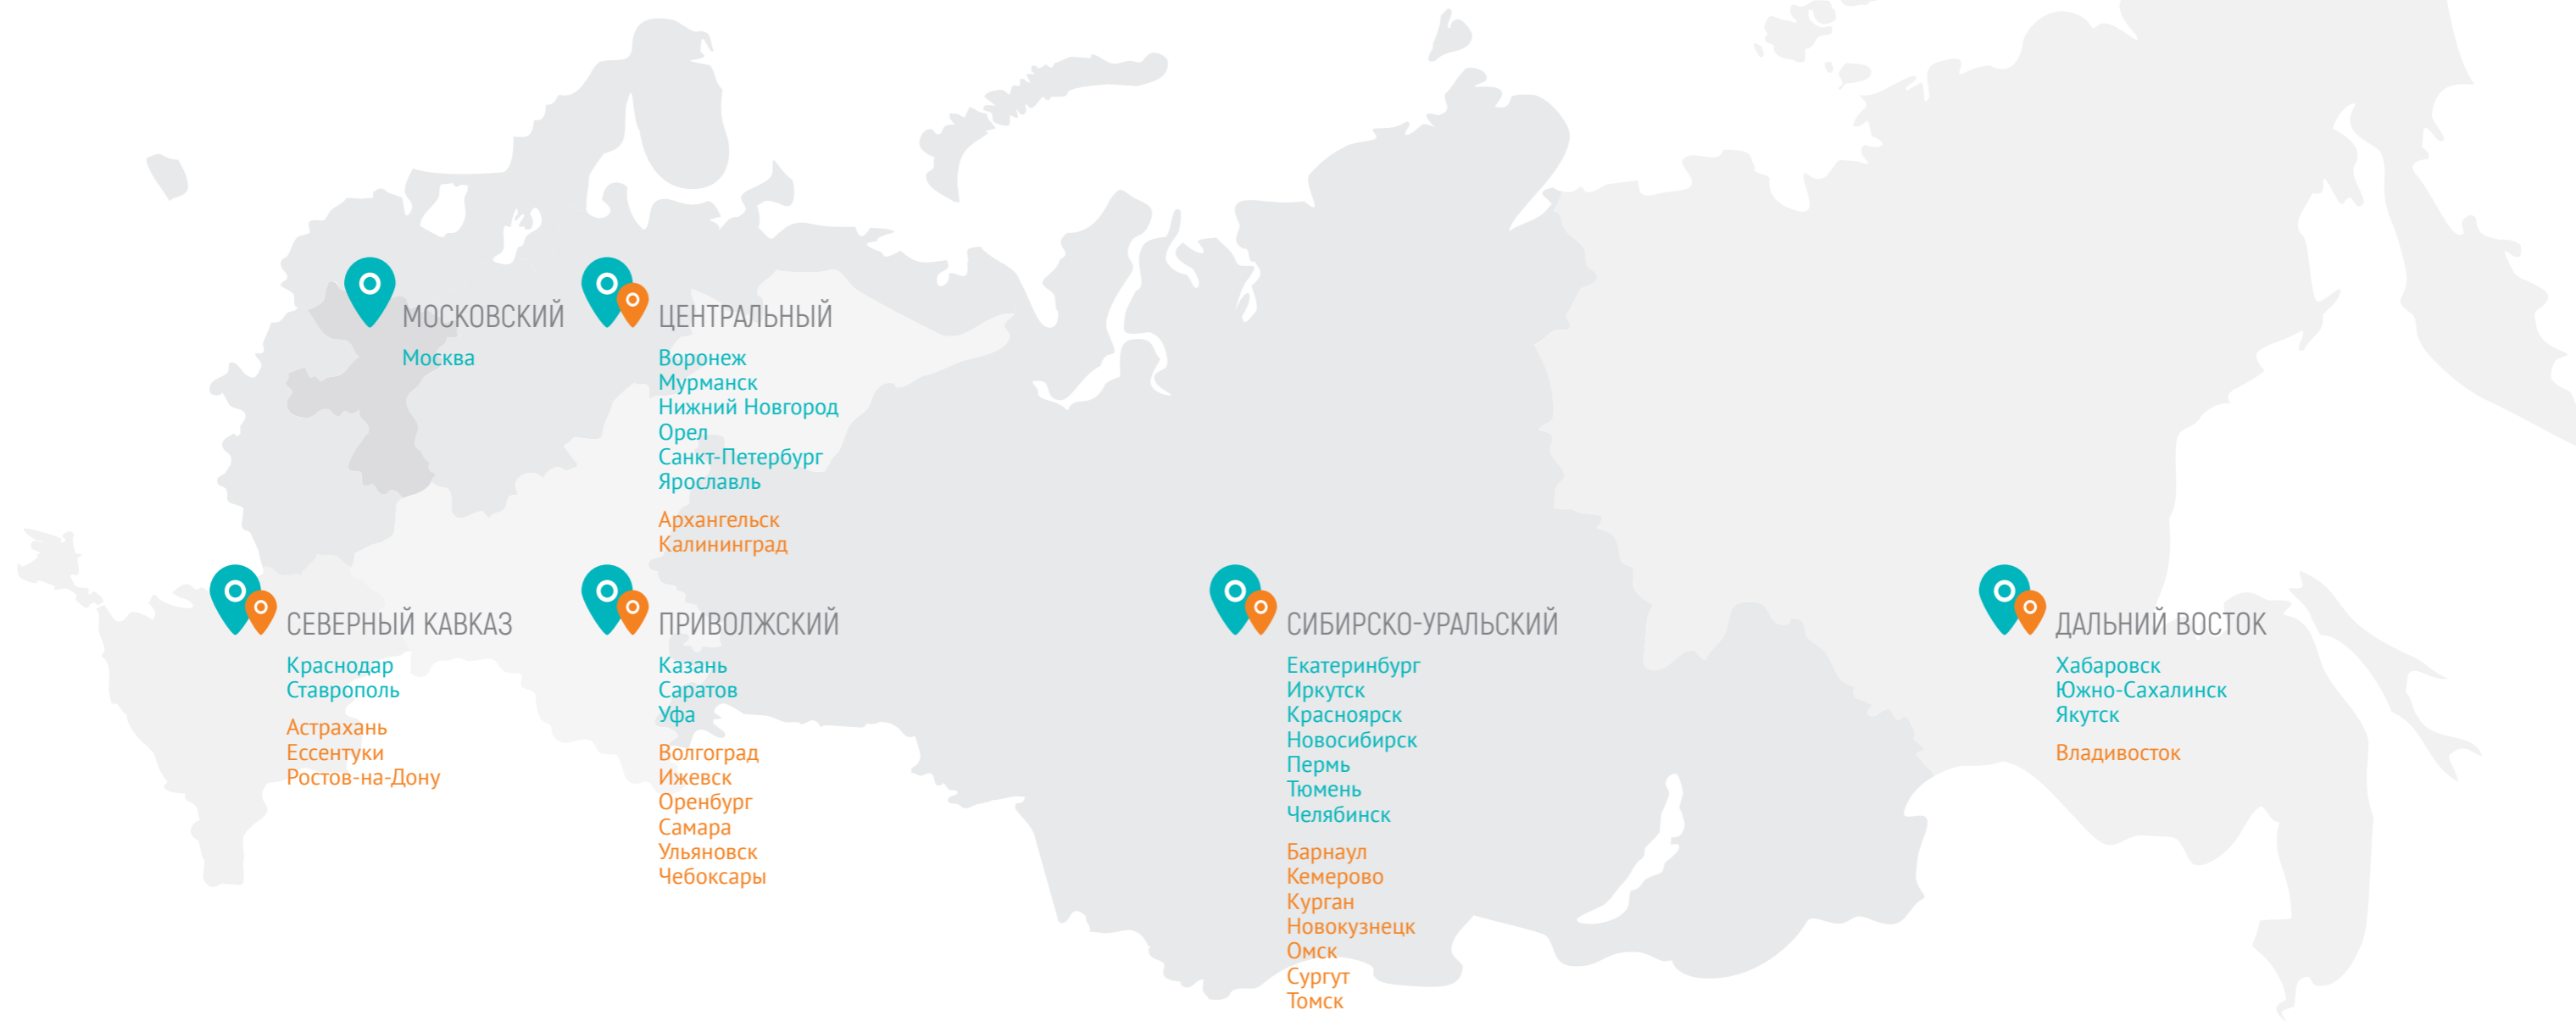 МОСКОВСКИЙ
Москва
ЦЕНТРАЛЬНЫЙ
Воронеж
Мурманск
Нижний Новгород
Орел
Санкт-Петербург
Ярославль
Архангельск
Калининград
СЕВЕРНЫЙ КАВКАЗ
Краснодар
Ставрополь
Астрахань
Ессентуки
Ростов-на-Дону
ПРИВОЛЖСКИЙ
Казань
Саратов
Уфа
Волгоград
Ижевск
Оренбург
Самара
Ульяновск
Чебоксары
СИБИРСКО-УРАЛЬСКИЙ
Екатеринбург
Иркутск
Красноярск
Новосибирск
Пермь
Тюмень
Челябинск
Барнаул
Кемерово
Курган
Новокузнецк
Омск
Сургут
Томск
ДАЛЬНИЙ ВОСТОК
Хабаровск
Южно-Сахалинск
Якутск
Владивосток